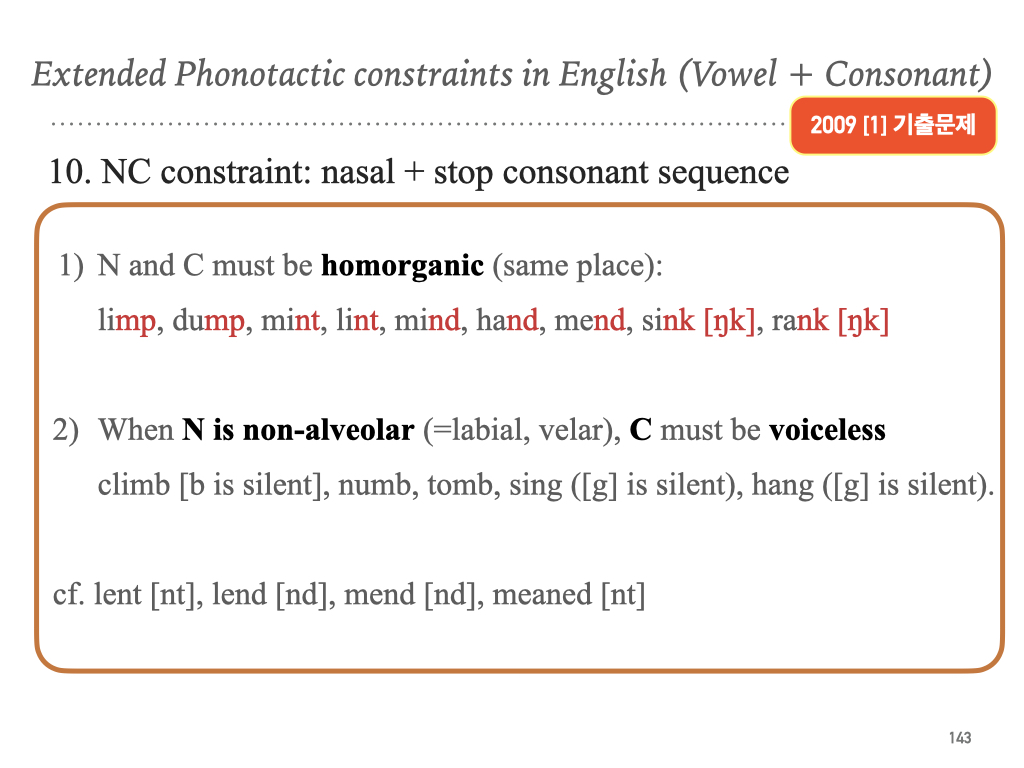 Extended Phonotactic constraints in English (Vowel + Consonant)
2009 [1] 기출문제
10. NC constraint: nasal + stop consonant sequence
1) N and C must be homorganic (same place):
limp, dump, mint, lint, mind, hand, mend, sink [ŋk], rank [ŋk]
2) When N is non-alveolar (=labial, velar), C must be voiceless
climb [b is silent], numb, tomb, sing ([g] is silent), hang ([g] is silent).
cf. lent [nt], lend [nd], mend [nd], meaned [nt]
143